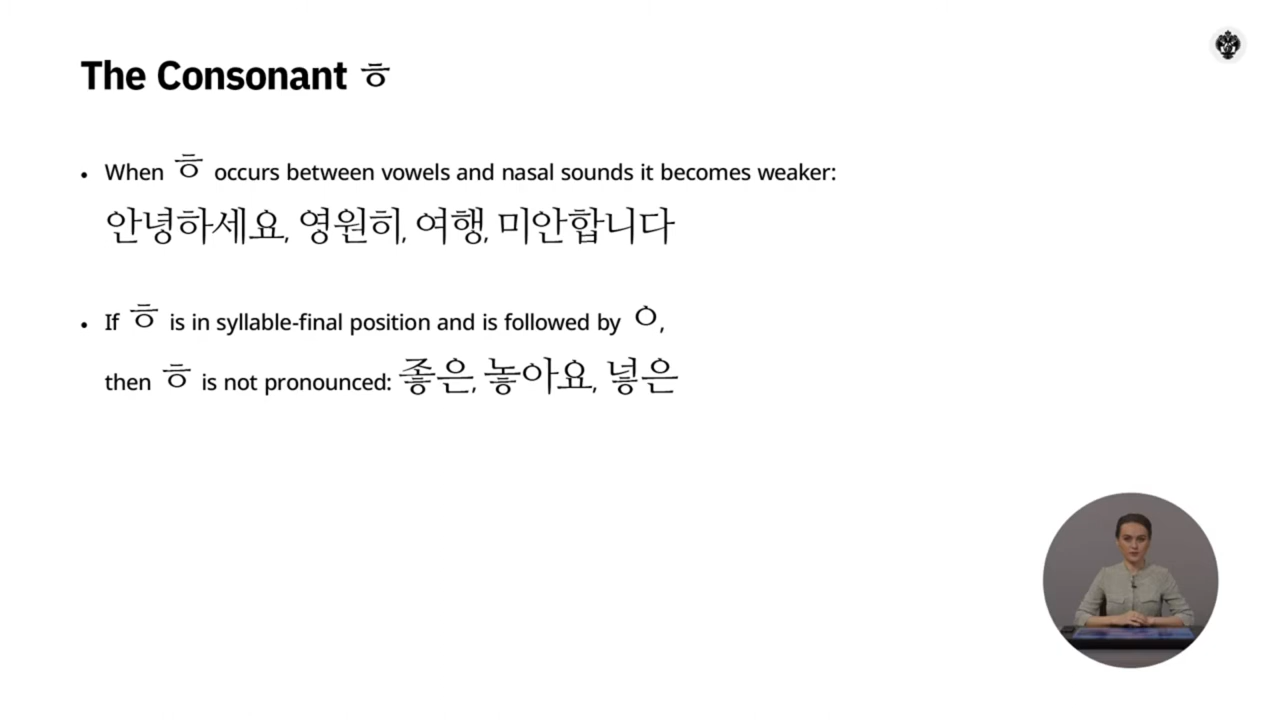 The Consonant ㅎ
• When ㅎ occurs between vowels and nasal sounds it becomes weaker:
안녕하세요, 영원히, 여행, 미안합니다
• If ㅎ is in syllable-final position and is followed by ㅇ,
then ㅎ is not pronounced: 좋은, 놓아요, 넣은